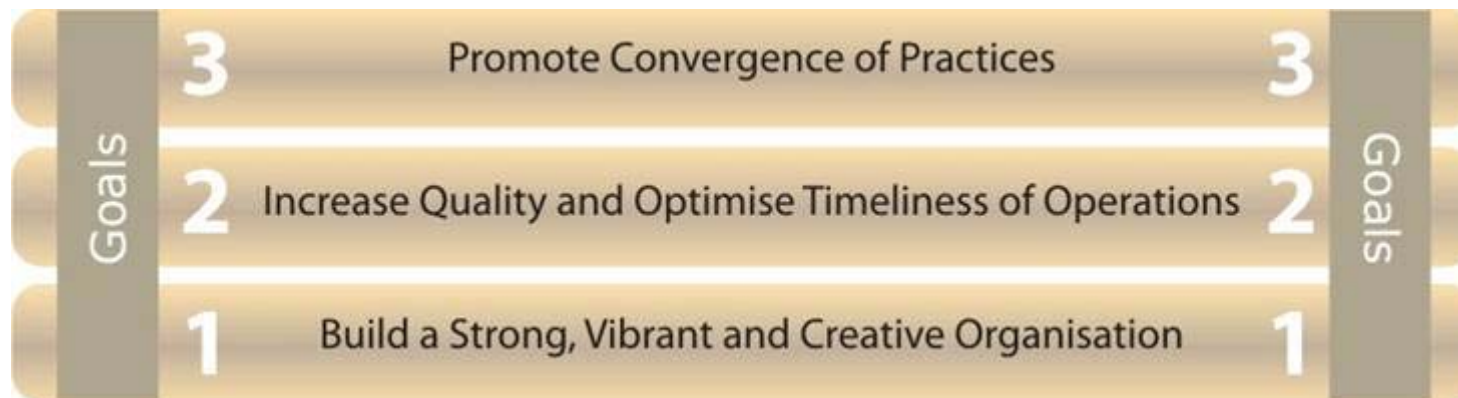 Goals
3 Promote Convergence of Practices 3
2 Increase Quality and Optimise Timeliness of Operations 2
1 Build a Strong, Vibrant and Creative Organisation 1
Goals